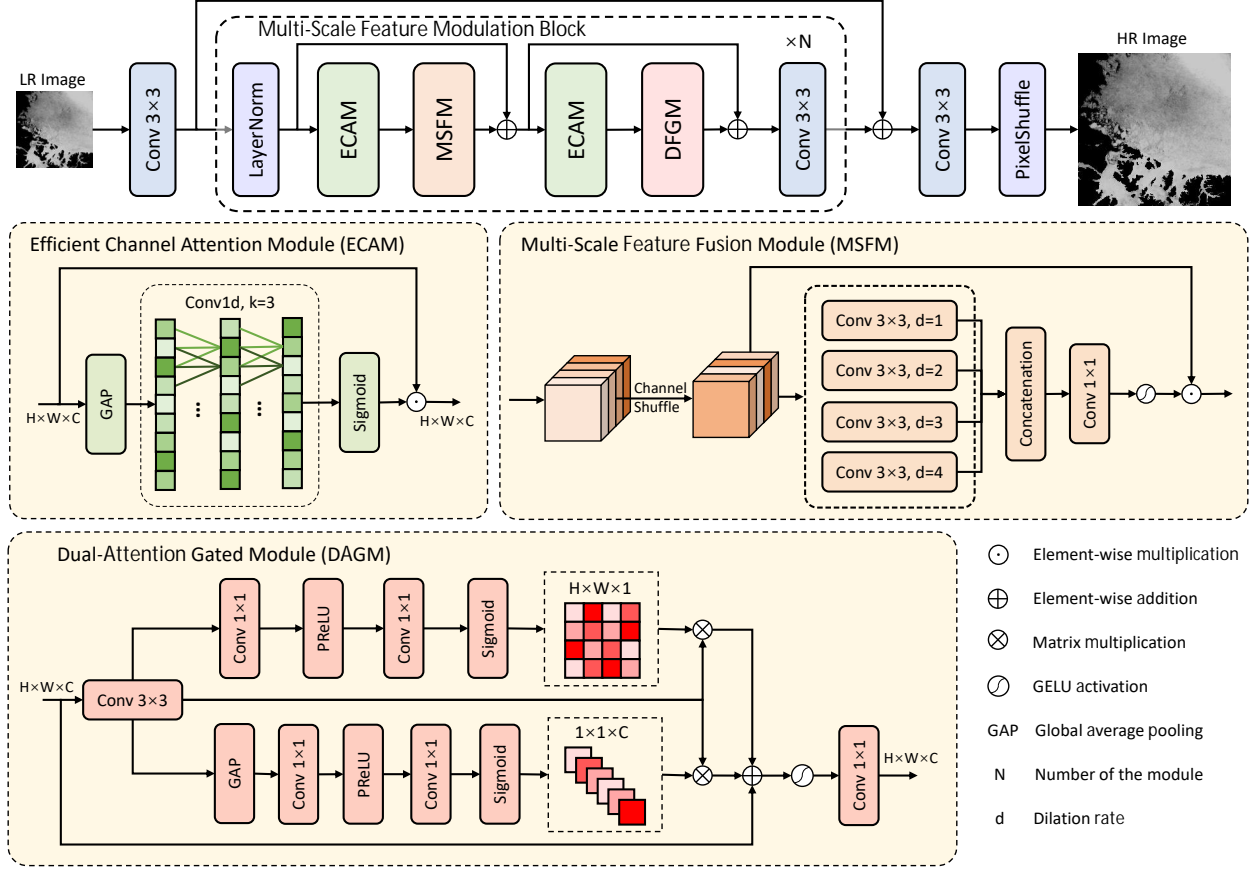 Multi-Scale Feature Modulation Block
×N
HR Image
LR Image
Conv 3×3
LayerNorm
ECAM
MSFM
ECAM
DFGM
Conv 3×3
Conv 3×3
PixelShuffle
Efficient Channel Attention Module (ECAM)
Conv1d, k=3
H×W×C
GAP
...
...
Sigmoid
H×W×C
Multi-Scale Feature Fusion Module (MSFM)
Channel
Shuffle
Conv 3×3, d=1
Conv 3×3, d=2
Conv 3×3, d=3
Conv 3×3, d=4
Concatenation
Conv 1×1
Dual-Attention Gated Module (DAGM)
H×W×C
Conv 3×3
Conv 1×1
PReLU
Conv 1×1
Sigmoid
H×W×1
GAP
Conv 1×1
PReLU
Conv 1×1
Sigmoid
1×1×C
Conv 1×1
H×W×C
Element-wise multiplication
Element-wise addition
Matrix multiplication
GELU activation
GAP Global average pooling
N Number of the module
d Dilation rate